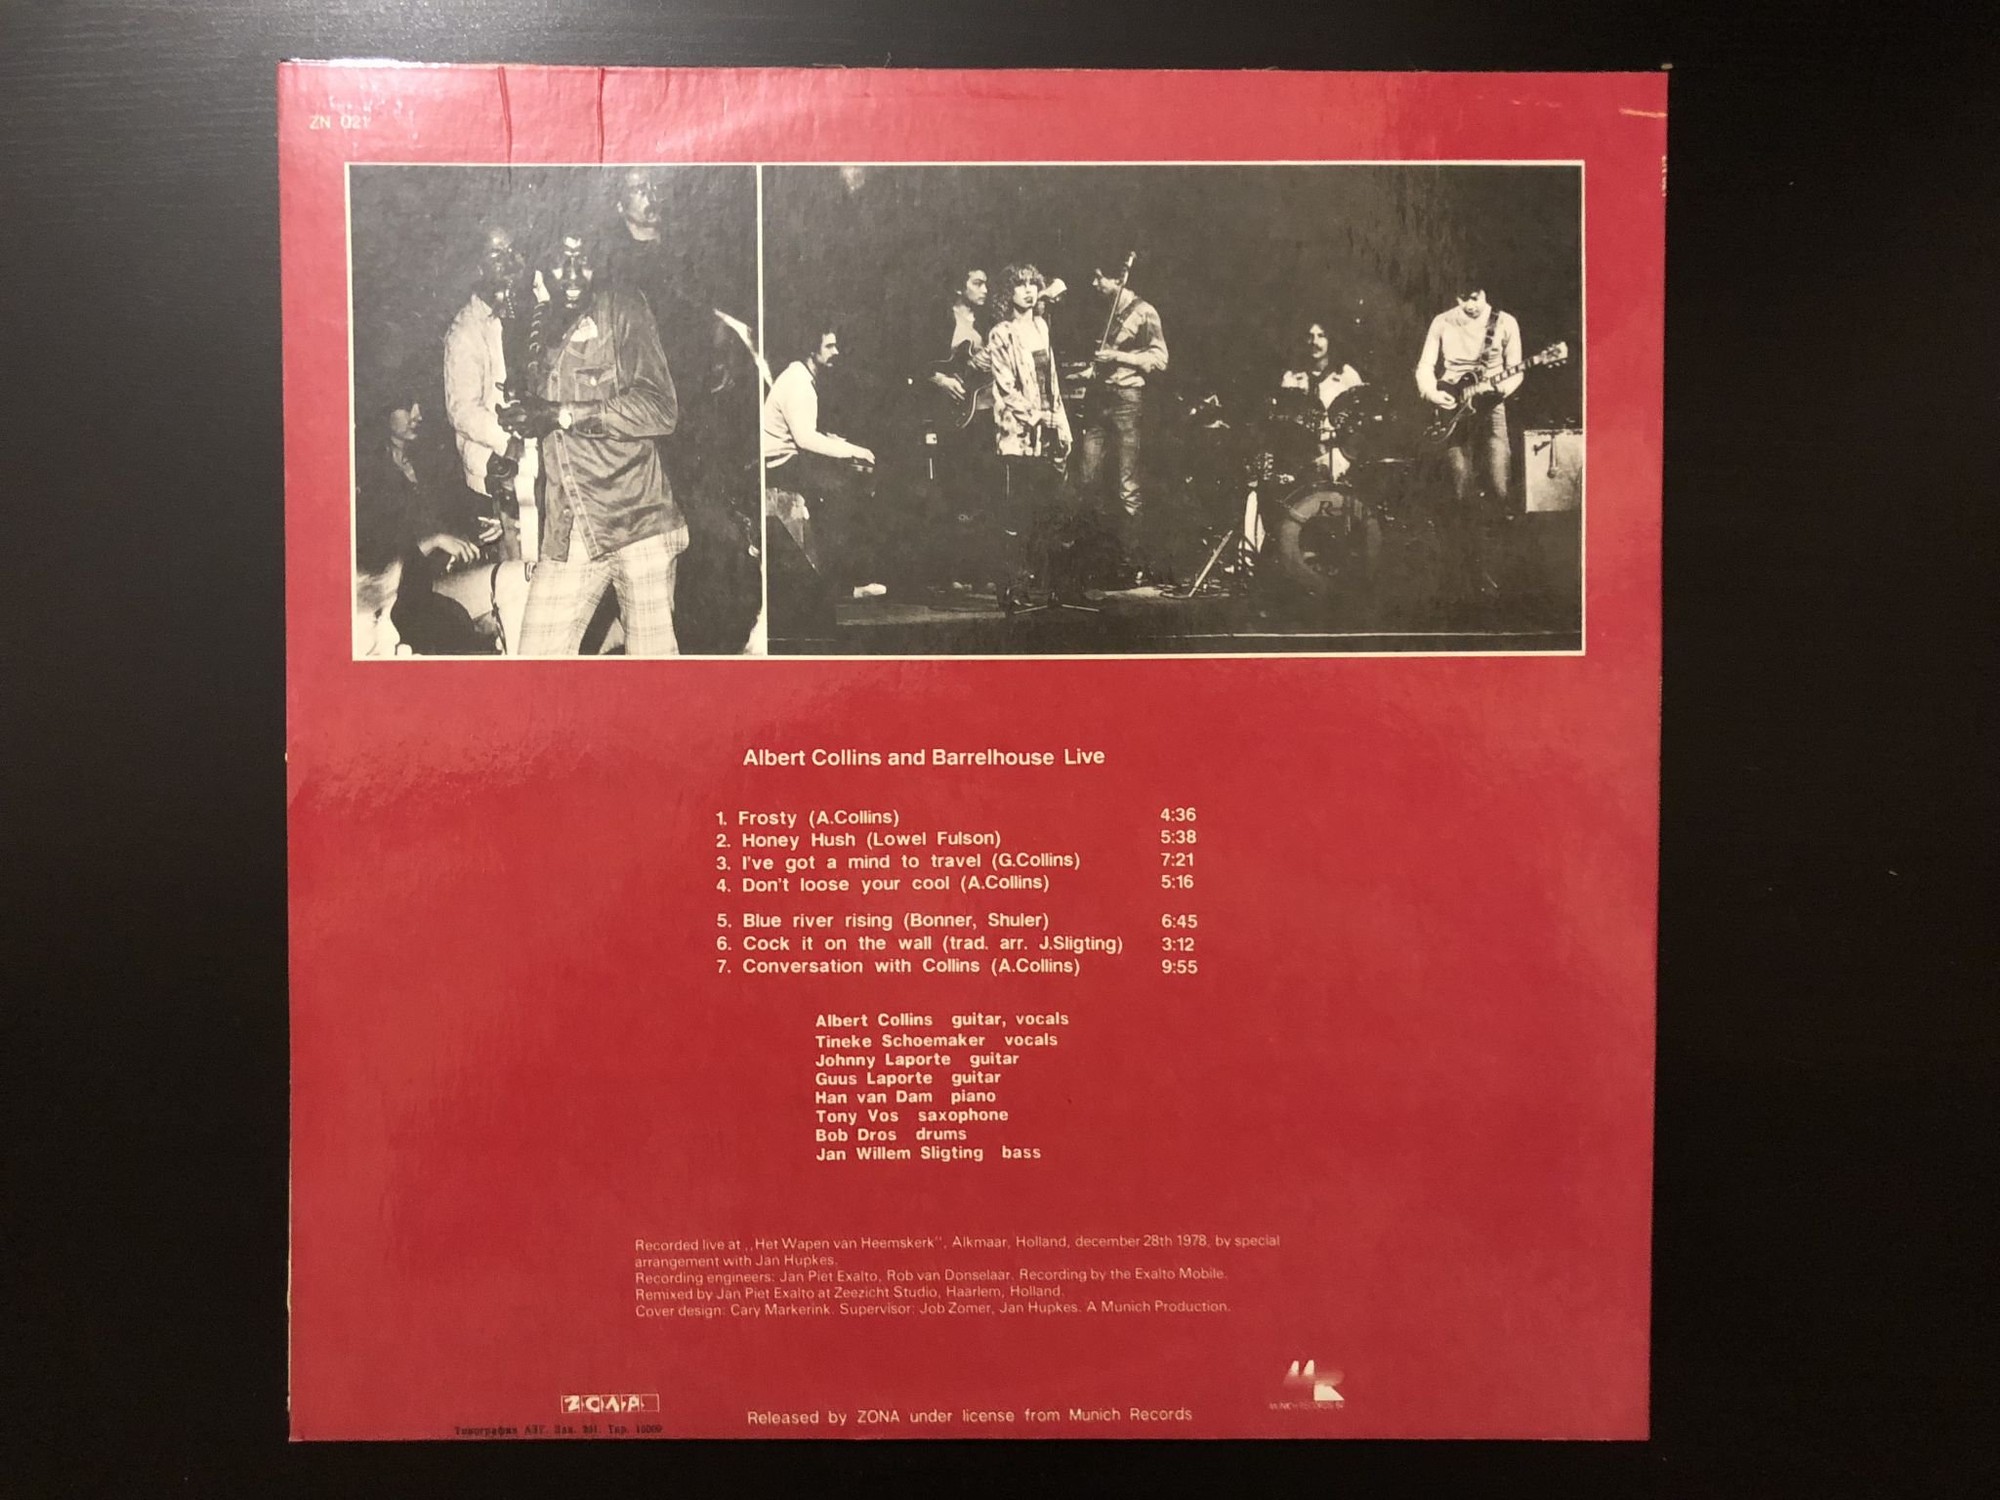 ZN 021
Albert Collins and Barrelhouse Live
1. Frosty (A.Collins) 4:36
2. Honey Hush (Lowel Fulson) 5:38
3. I've got a mind to travel (G.Collins) 7:21
4. Don't loose your cool (A.Collins) 5:16
5. Blue river rising (Bonner, Shuler) 6:45
6. Cock it on the wall (trad. arr. J.Sligting) 3:12
7. Conversation with Collins (A.Collins) 9:55
Albert Collins guitar, vocals
Tineke Schoemaker vocals
Johnny Laporte guitar
Guus Laporte guitar
Han van Dam piano
Tony Vos saxophone
Bob Dros drums
Jan Willem Sligting bass
Recorded live at ,,Het Wapen van Heemskerk'', Alkmaar, Holland, december 28th 1978, by special
arrangement with Jan Hupkes.
Recording engineers: Jan Piet Exalto, Rob van Donselaar. Recording by the Exalto Mobile.
Remixed by Jan Piet Exalto at Zeezicht Studio, Haarlem, Holland.
Cover design: Cary Markerink. Supervisor: Job Zomer, Jan Hupkes. A Munich Production.
Released by ZONA under license from Munich Records
Типография Зак. Тир. 10000